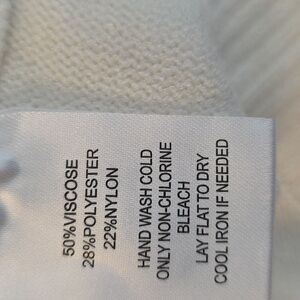 50%VISCOSE
28%POLYESTER
22%NYLON
HAND WASH COLD
ONLY NON-CHLORINE
BLEACH
LAY FLAT TO DRY
COOL IRON IF NEEDED